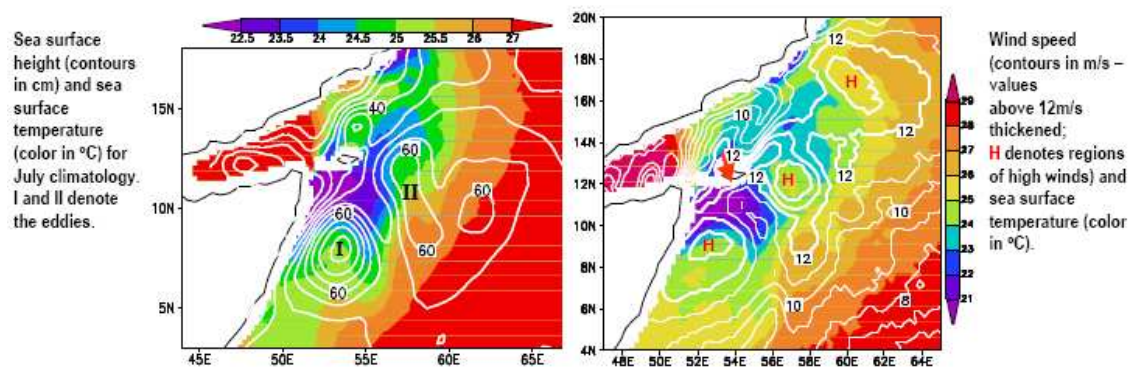 Sea surface
height (contours
in cm) and sea
surface
temperature
(color in ºC) for
July climatology.
I and II denote
the eddies.
22.5 23.5 24 24.5 25 25.5 26 27
15N
10N
5N
45E 50E 55E 60E 65E
40
60
60
II
60
I
60
60
20N
18N
16N
14N
12N
10N
8N
6N
4N
48E 50E 52E 54E 56E 58E 60E 62E 64E
12
12
H
10
12
12
12
H
12
10
H
12
10
8
29
28
27
26
25
24
23
22
21
Wind speed
(contours in m/s –
values
above 12m/s
thickened;
H denotes regions
of high winds) and
sea surface
temperature (color
in ºC).